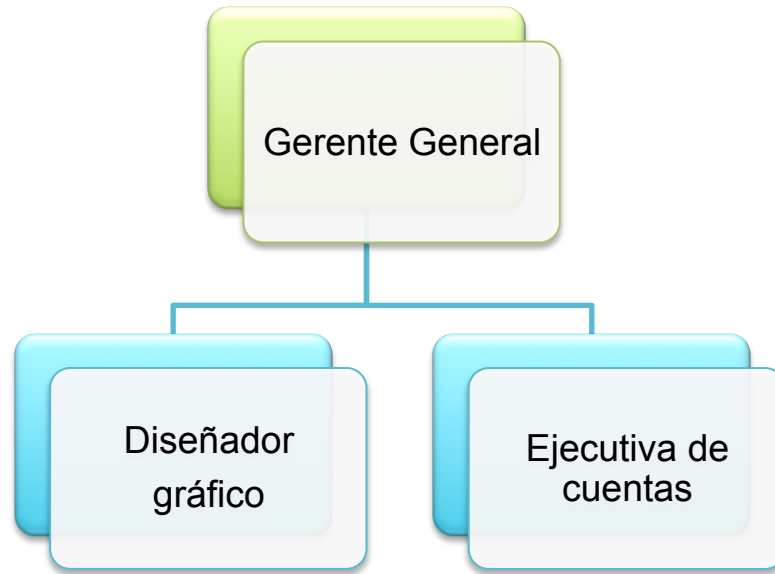 Gerente General
Diseñador
gráfico
Ejecutiva de
cuentas